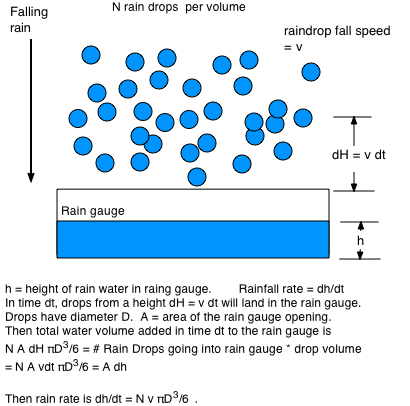 N rain drops  per volume
Falling
rain
raindrop fall speed
= v
dH = v dt
Rain gauge
h
h = height of rain water in raing gauge.        Rainfall rate = dh/dt
In time dt, drops from a height dH = v dt will land in the rain gauge.
Drops have diameter D.  A = area of the rain gauge opening.
Then total water volume added in time dt to the rain gauge is
N A dH πD³/6 = # Rain Drops going into rain gauge * drop volume
= N A vdt πD³/6 = A dh
Then rain rate is dh/dt = N v πD³/6  .